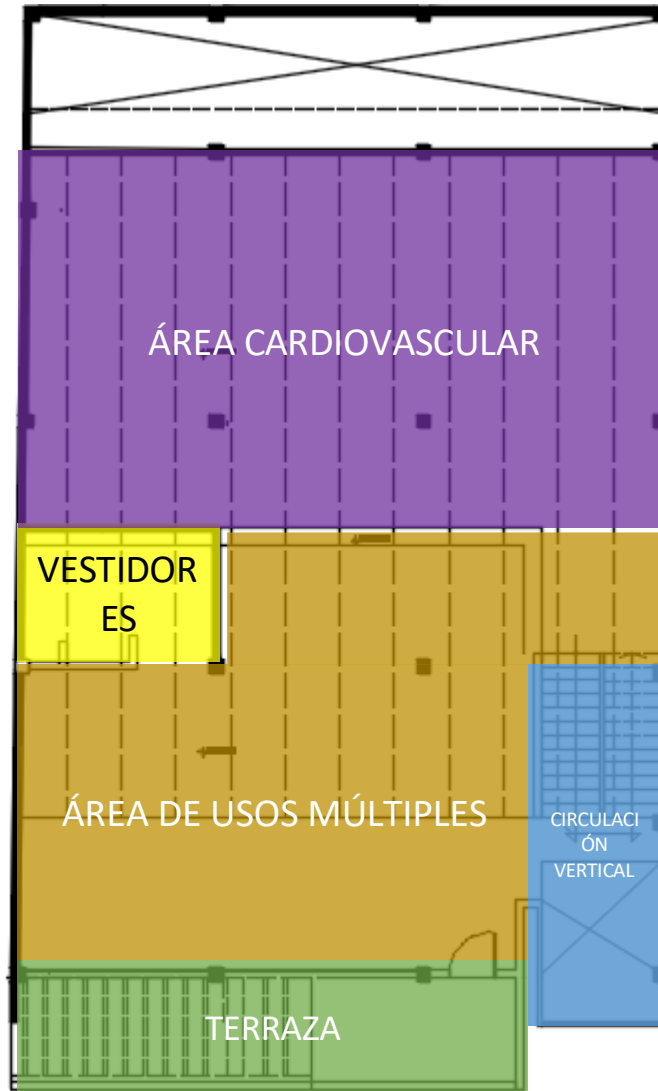 ÁREA CARDIOVASCULAR
VESTIDOR
ES
ÁREA DE USOS MÚLTIPLES
CIRCULACI
ÓN
VERTICAL
TERRAZA